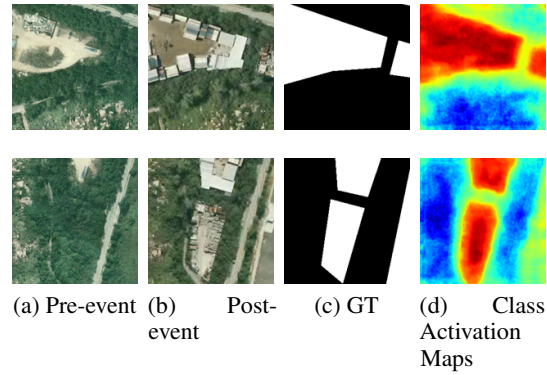 (a) Pre-event
(b) Post-
event
(c) GT
(d) Class
Activation
Maps